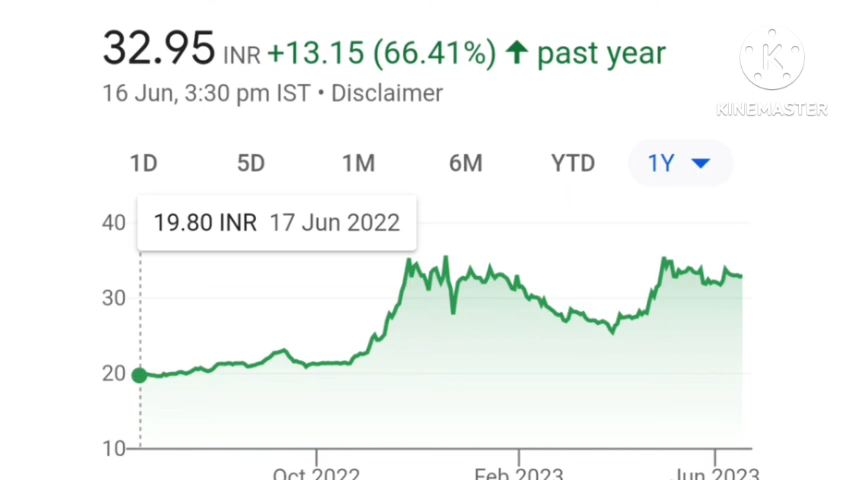 32.95 INR +13.15 (66.41%) ↑ past year
16 Jun, 3:30 pm IST • Disclaimer
K
KINEMASTER
1D 5D 1M 6M YTD 1Y
19.80 INR 17 Jun 2022
40
30
20
10
Oct 2022 Feb 2023 Jun 2023